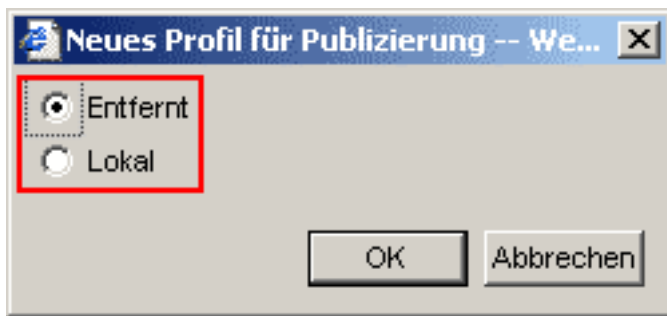 Neues Profil für Publizierung -- We...
Entfernt
Lokal
OK Abbrechen